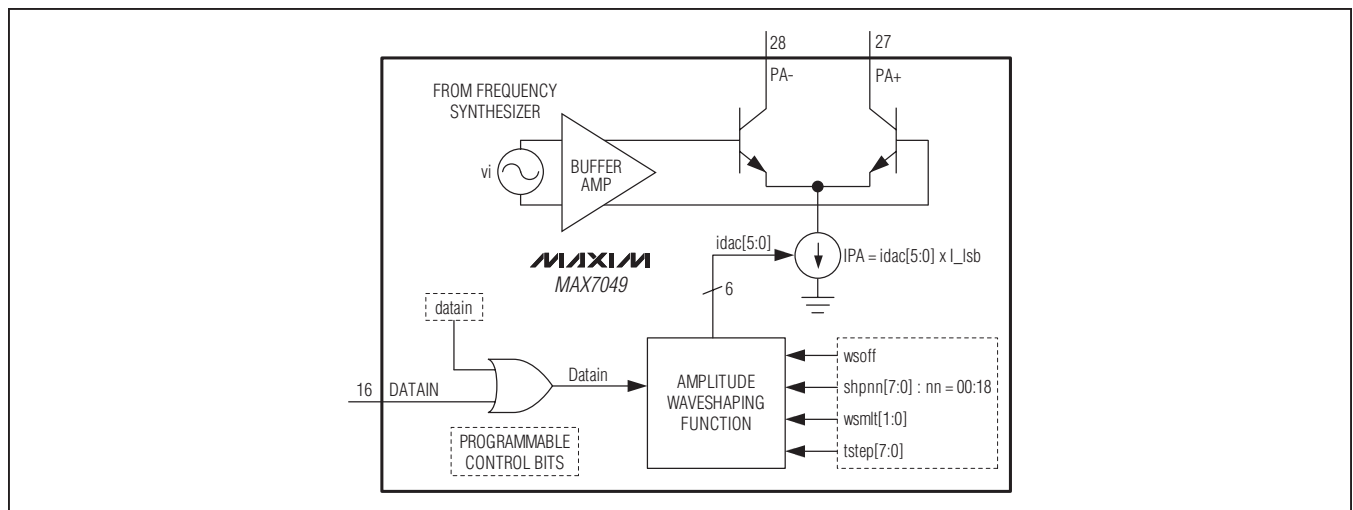 28
27
PA-
PA+
FROM FREQUENCY
SYNTHESIZER
vi
BUFFER
AMP
idac[5:0]
IPA = idac[5:0] x I_lsb
MAXIM
MAX7049
6
datain
16
DATAIN
Datain
AMPLITUDE
WAVESHAPING
FUNCTION
wsoff
shpnn[7:0] : nn = 00:18
wsmlt[1:0]
tstep[7:0]
PROGRAMMABLE
CONTROL BITS